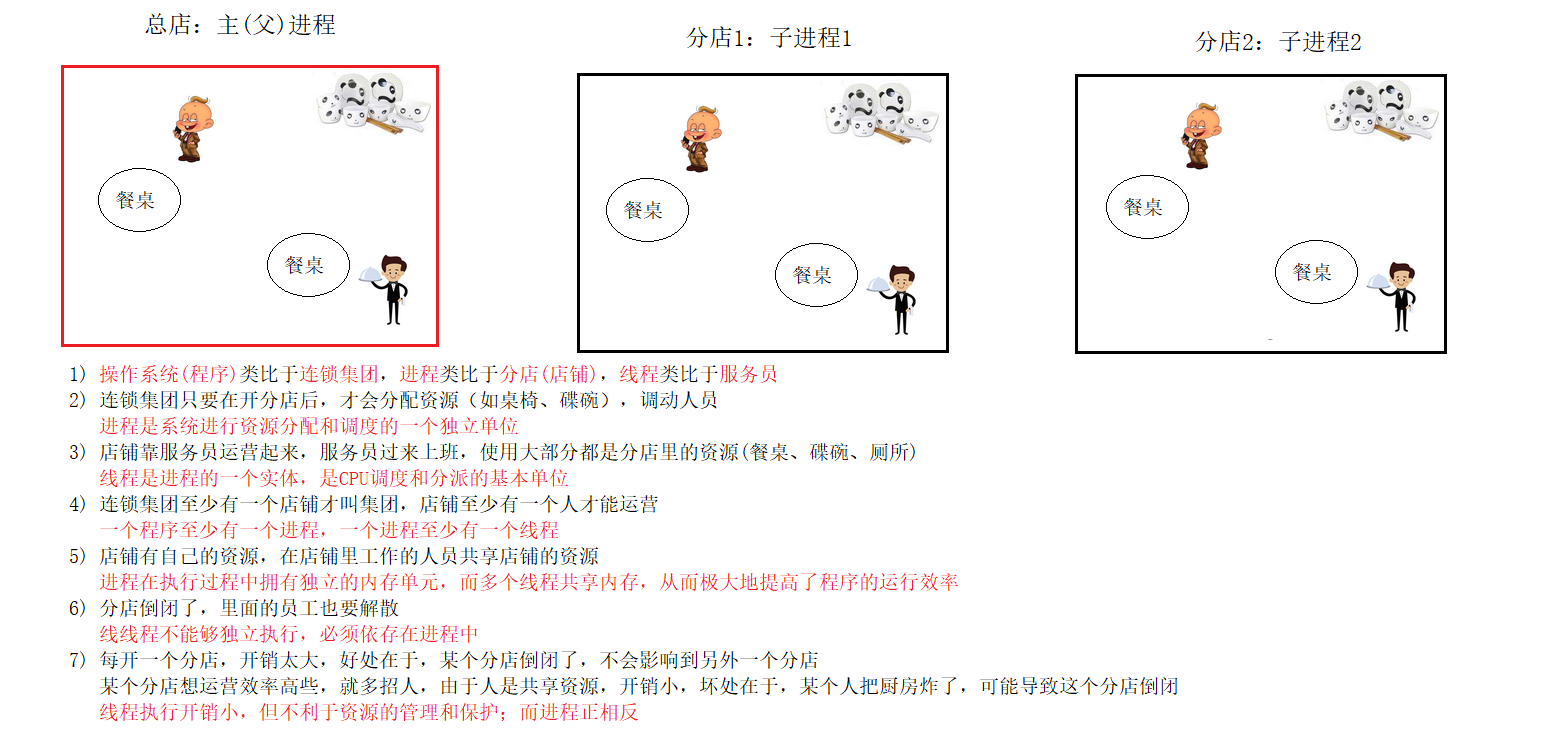 总店：主(父)进程
分店1：子进程1
分店2：子进程2
餐桌
餐桌
餐桌
餐桌
餐桌
餐桌
1) 操作系统(程序)类比于连锁集团，进程类比于分店(店铺)，线程类比于服务员
2) 连锁集团只要在开分店后，才会分配资源（如桌椅、碟碗），调动人员
进程是系统进行资源分配和调度的一个独立单位
3) 店铺靠服务员运营起来，服务员过来上班，使用大部分都是分店里的资源(餐桌、碟碗、厕所)
线程是进程的一个实体，是CPU调度和分派的基本单位
4) 连锁集团至少有一个店铺才叫集团，店铺至少有一个人才能运营
一个程序至少有一个进程，一个进程至少有一个线程
5) 店铺有自己的资源，在店铺里工作的人员共享店铺的资源
进程在执行过程中拥有独立的内存单元，而多个线程共享内存，从而极大地提高了程序的运行效率
6) 分店倒闭了，里面的员工也要解散
线线程不能够独立执行，必须依存在进程中
7) 每开一个分店，开销太大，好处在于，某个分店倒闭了，不会影响到另外一个分店
某个分店想运营效率高些，就多招人，由于人是共享资源，开销小，坏处在于，某个人把厨房炸了，可能导致这个分店倒闭
线程执行开销小，但不利于资源的管理和保护；而进程正相反